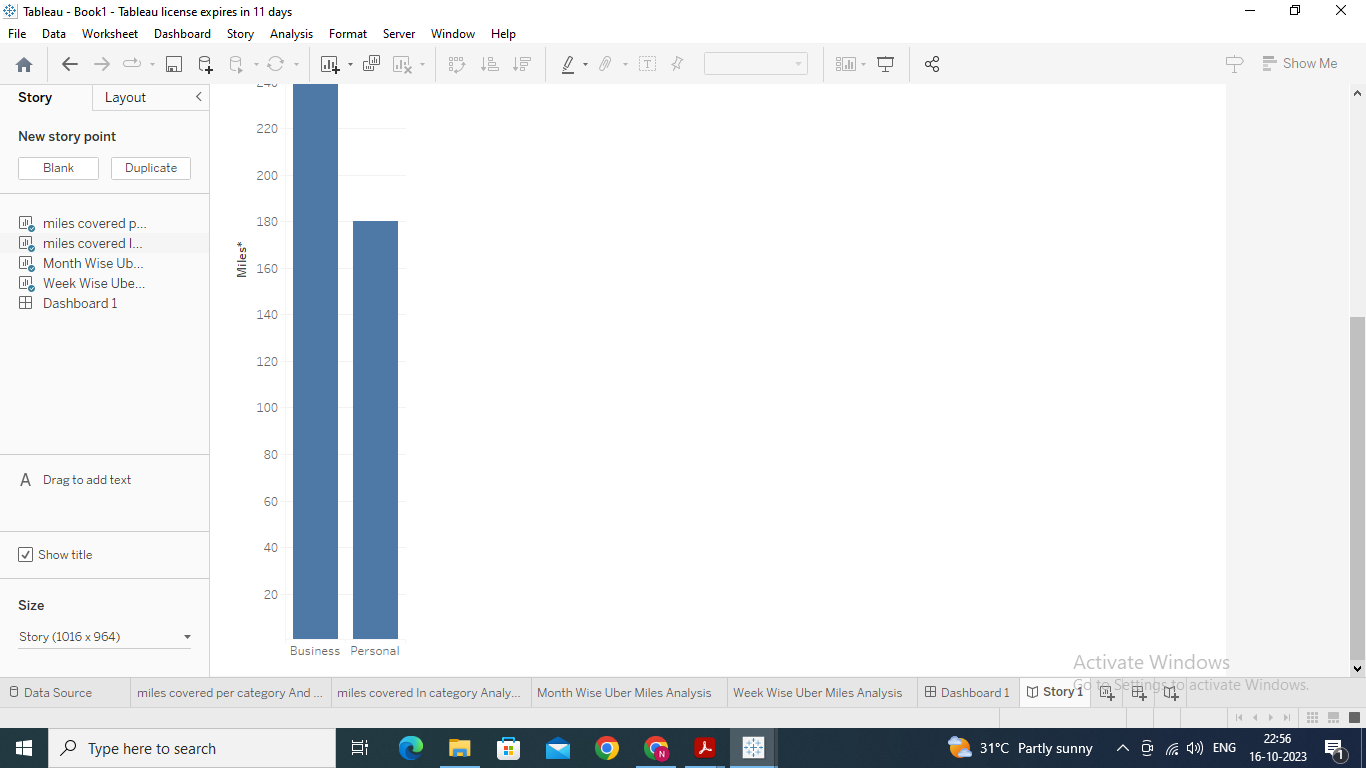 Tableau - Book1 - Tableau license expires in 11 days
File Data Worksheet Dashboard Story Analysis Format Server Window Help
Show Me
Story Layout
New story point
Blank Duplicate
miles covered p...
miles covered I...
Month Wise Ub...
Week Wise Ube...
Dashboard 1
A Drag to add text
Show title
Size
Story (1016 x 964)
240
220
200
180
160
140
120
100
80
60
40
20
Miles*
Business Personal
Activate Windows
Go to Settings to activate Windows.
Data Source miles covered per category And ... miles covered In category Analy... Month Wise Uber Miles Analysis Week Wise Uber Miles Analysis Dashboard 1 Story 1
Type here to search
N
31°C Partly sunny
ENG
22:56
16-10-2023
1